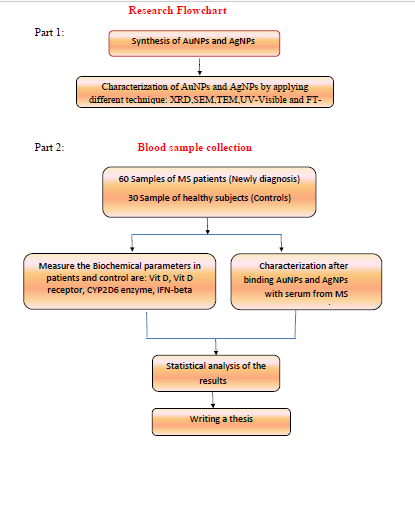 Research Flowchart
Part 1:
Synthesis of AuNPs and AgNPs
Characterization of AuNPs and AgNPs by applying
different technique: XRD,SEM,TEM,UV-Visible and FT-
Part 2:
Blood sample collection
60 Samples of MS patients (Newly diagnosis)
30 Sample of healthy subjects (Controls)
Measure the Biochemical parameters in
patients and control are: Vit D, Vit D
receptor, CYP2D6 enzyme, IFN-beta
Characterization after
binding AuNPs and AgNPs
with serum from MS
Statistical analysis of the
results
Writing a thesis